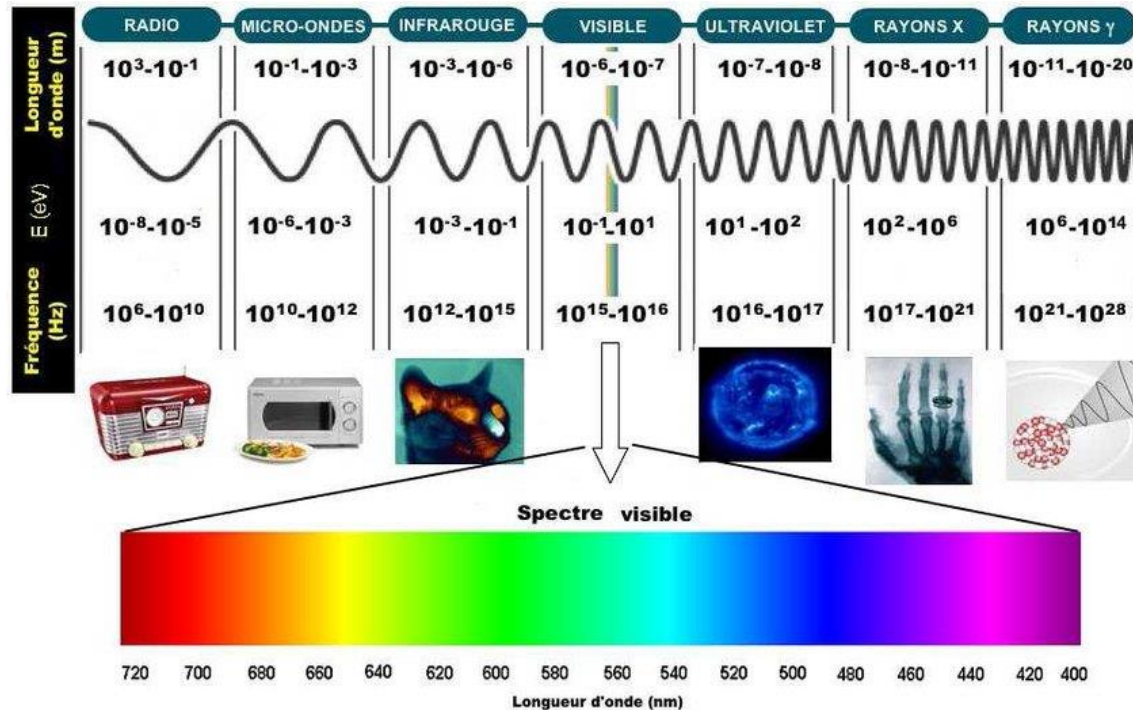 RADIO MICRO-ONDES INFRAROUGE VISIBLE ULTRAVIOLET RAYONS X RAYONS γ
Longueur d'onde (m)
10³-10⁻¹ 10⁻¹-10⁻³ 10⁻³-10⁻⁶ 10⁻⁶-10⁻⁷ 10⁻⁷-10⁻⁸ 10⁻⁸-10⁻¹¹ 10⁻¹¹-10⁻²⁰
E (eV)
10⁻⁸-10⁻⁵ 10⁻⁶-10⁻³ 10⁻³-10⁻¹ 10⁻¹-10¹ 10¹-10² 10²-10⁶ 10⁶-10¹⁴
Fréquence (Hz)
10⁶-10¹⁰ 10¹⁰-10¹² 10¹²-10¹⁵ 10¹⁵-10¹⁶ 10¹⁶-10¹⁷ 10¹⁷-10²¹ 10²¹-10²⁸
Spectre visible
720 700 680 660 640 620 600 580 560 540 520 500 480 460 440 420 400
Longueur d'onde (nm)